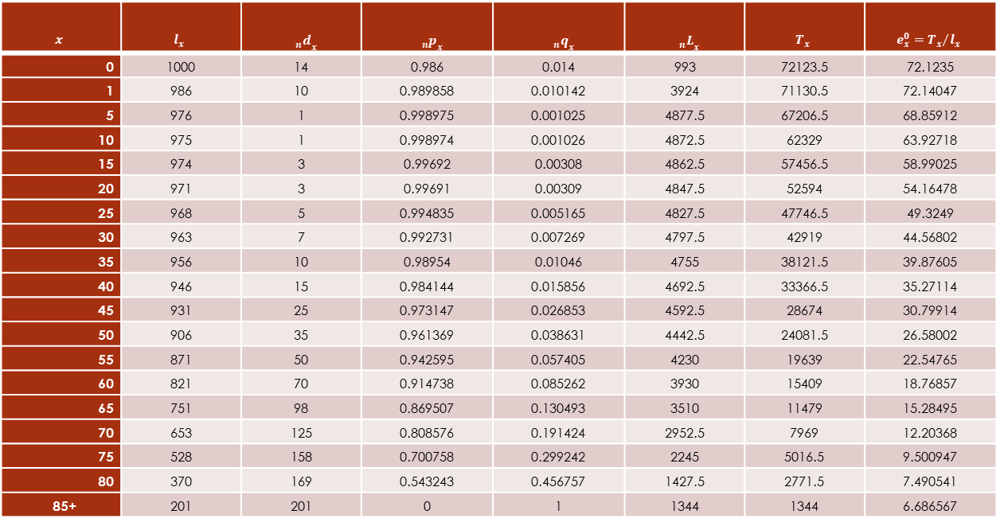 x l_x _nd_x _np_x _nq_x _nL_x T_x e_x^0 = T_x/l_x
0 1000 14 0.986 0.014 993 72123.5 72.1235
1 986 10 0.989858 0.010142 3924 71130.5 72.14047
5 976 1 0.998975 0.001025 4877.5 67206.5 68.85912
10 975 1 0.998974 0.001026 4872.5 62329 63.92718
15 974 3 0.99692 0.00308 4862.5 57456.5 58.99025
20 971 3 0.99691 0.00309 4847.5 52594 54.16478
25 968 5 0.994835 0.005165 4827.5 47746.5 49.3249
30 963 7 0.992731 0.007269 4797.5 42919 44.56802
35 956 10 0.98954 0.01046 4755 38121.5 39.87605
40 946 15 0.984144 0.015856 4692.5 33366.5 35.27114
45 931 25 0.973147 0.026853 4592.5 28674 30.79914
50 906 35 0.961369 0.038631 4442.5 24081.5 26.58002
55 871 50 0.942595 0.057405 4230 19639 22.54765
60 821 70 0.914738 0.085262 3930 15409 18.76857
65 751 98 0.869507 0.130493 3510 11479 15.28495
70 653 125 0.808576 0.191424 2952.5 7969 12.20368
75 528 158 0.700758 0.299242 2245 5016.5 9.500947
80 370 169 0.543243 0.456757 1427.5 2771.5 7.490541
85+ 201 201 0 1 1344 1344 6.686567